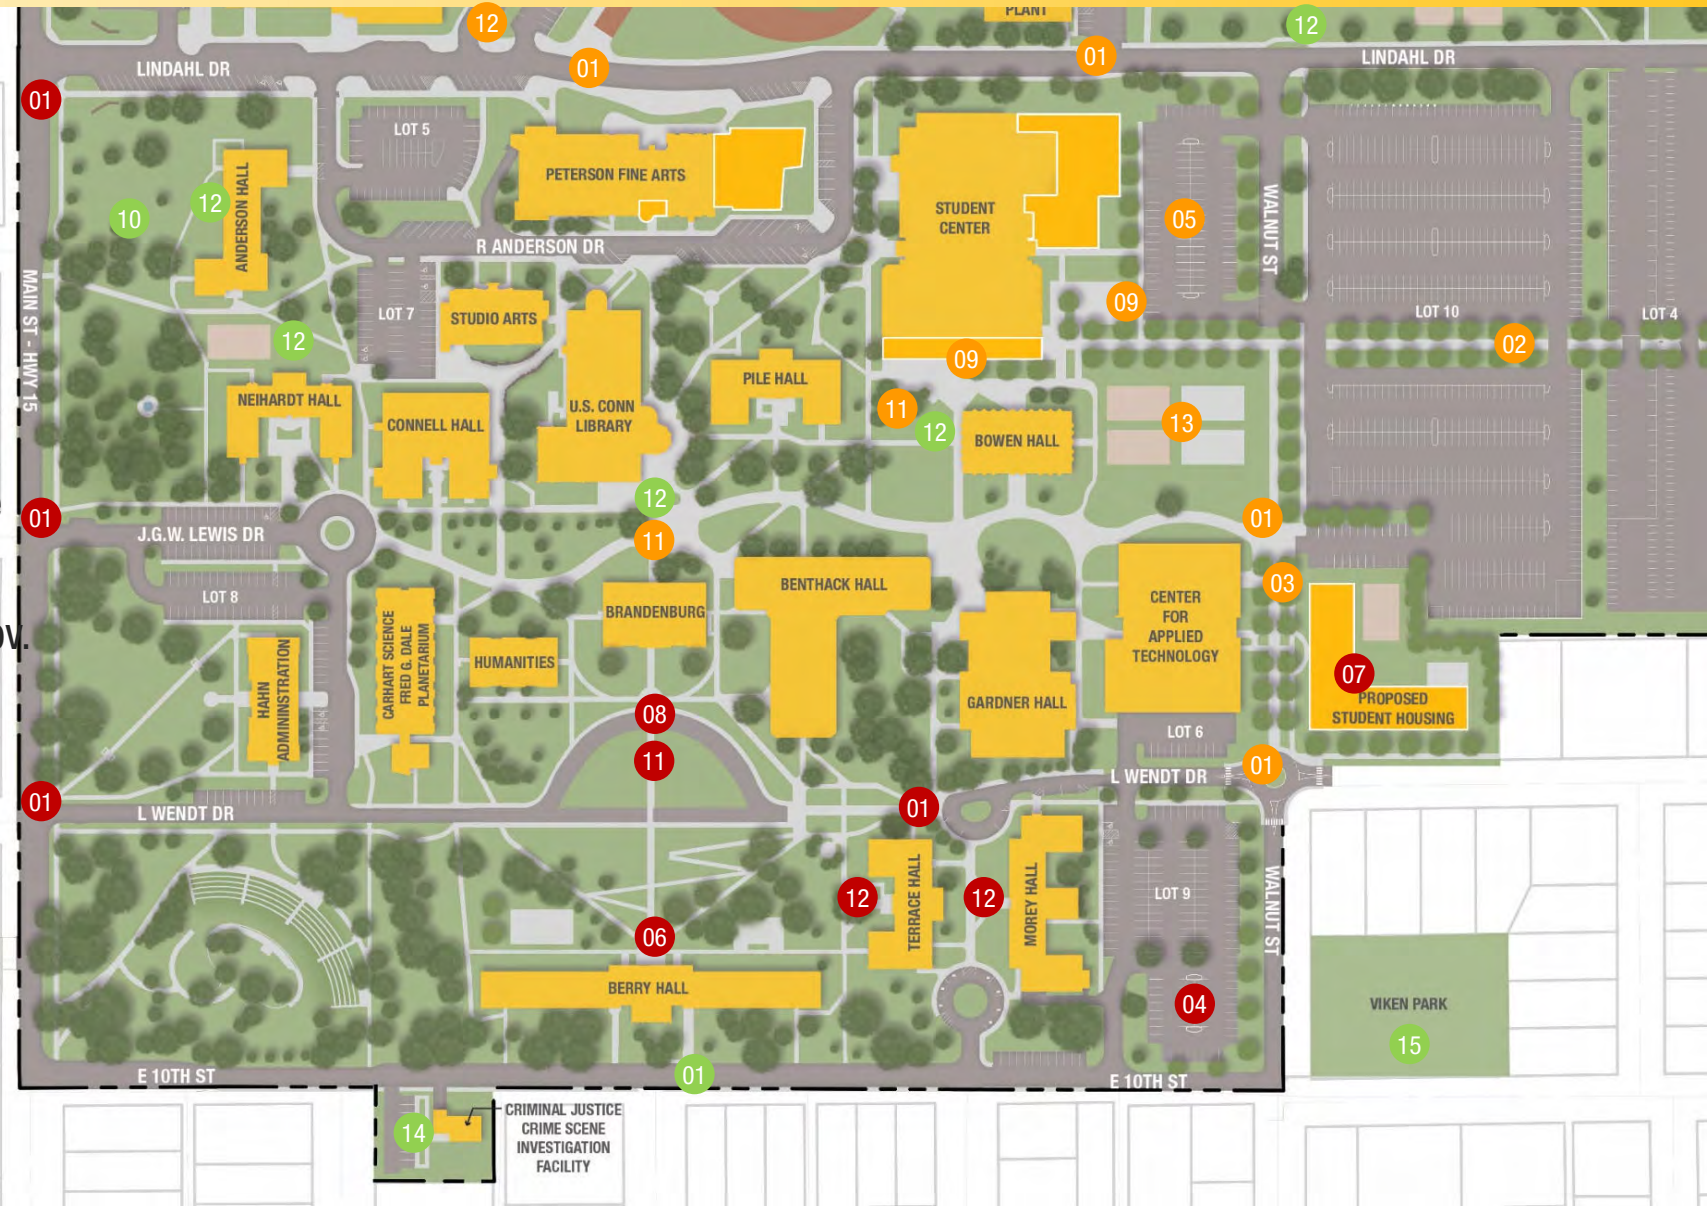 PLANT
12
12
01
01
LINDAHL DR
LINDAHL DR
01
LOT 5
PETERSON FINE ARTS
ANDERSON HALL
12
10
STUDENT
CENTER
05
WALNUT ST
R ANDERSON DR
MAIN ST - HWY 15
LOT 7
STUDIO ARTS
09
LOT 10
LOT 4
12
02
09
PILE HALL
NEIHARDT HALL
U.S. CONN
LIBRARY
CONNELL HALL
11
12
BOWEN HALL
13
12
01
01
J.G.W. LEWIS DR
11
BENTHACK HALL
03
LOT 8
BRANDENBURG
CENTER
FOR
APPLIED
TECHNOLOGY
CARHART SCIENCE
FRED G. DALE
PLANETARIUM
HUMANITIES
HAHN
ADMININSTRATION
07
PROPOSED
STUDENT HOUSING
GARDNER HALL
08
LOT 6
11
01
L WENDT DR
01
01
L WENDT DR
TERRACE HALL
MOREY HALL
12
12
LOT 9
WALNUT ST
06
BERRY HALL
04
VIKEN PARK
15
E 10TH ST
01
E 10TH ST
14
CRIMINAL JUSTICE
CRIME SCENE
INVESTIGATION
FACILITY